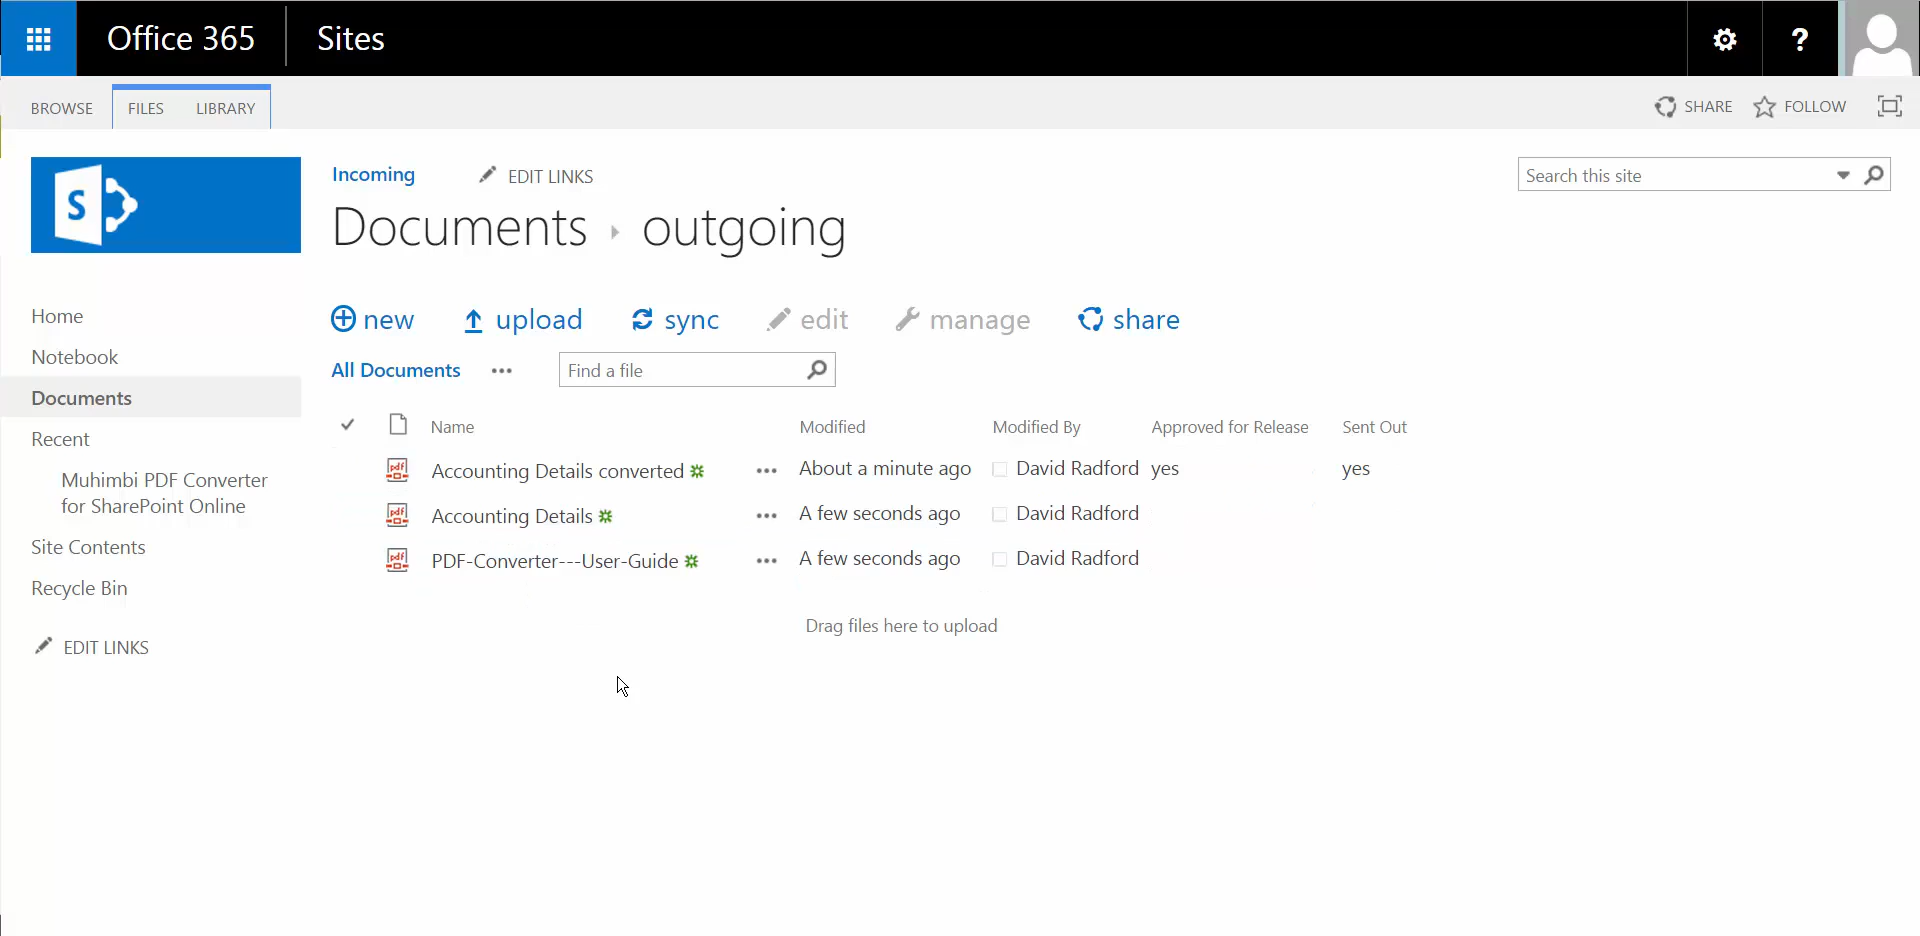 Office 365 Sites
BROWSE FILES LIBRARY SHARE FOLLOW
Incoming EDIT LINKS Search this site
S
Documents outgoing
Home
Notebook
Documents
Recent
Muhimbi PDF Converter
for SharePoint Online
Site Contents
Recycle Bin
EDIT LINKS
new upload sync edit manage share
All Documents ••• Find a file
Name Modified Modified By Approved for Release Sent Out
pdf Accounting Details converted ••• About a minute ago David Radford yes yes
pdf Accounting Details ••• A few seconds ago David Radford
pdf PDF-Converter---User-Guide ••• A few seconds ago David Radford
Drag files here to upload